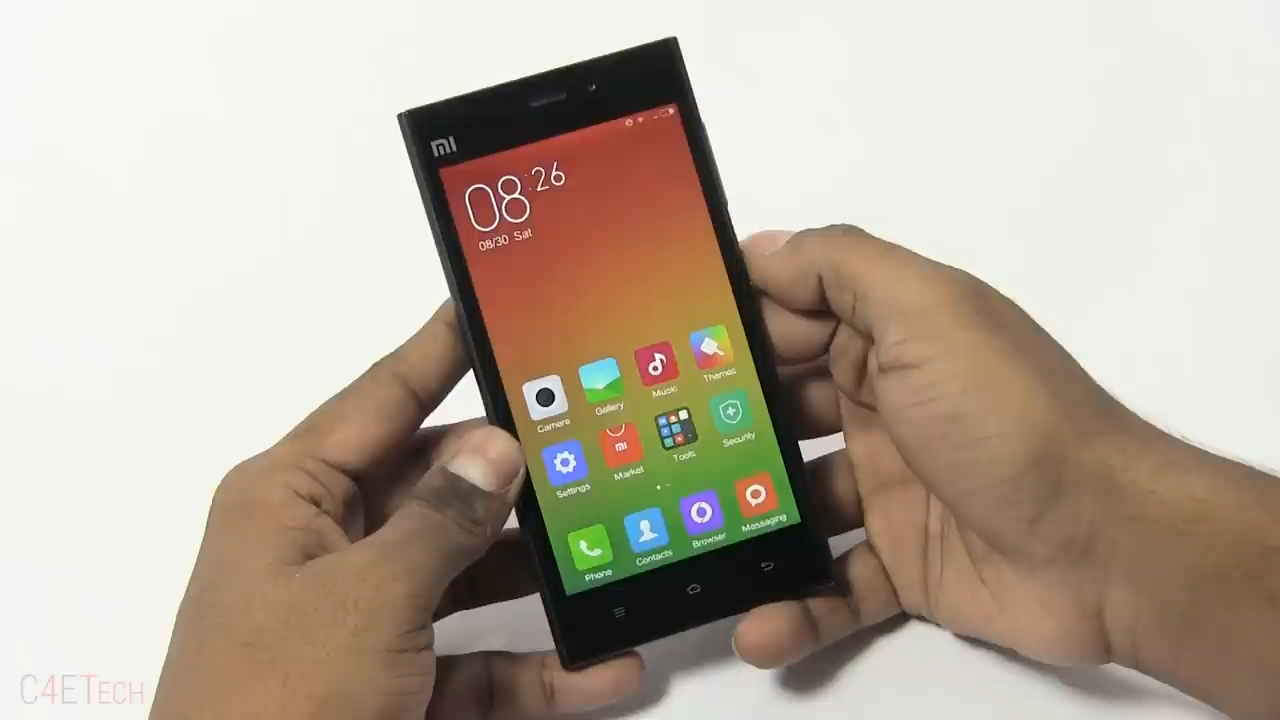 mi
08:26
08/30 Sat
Camera
Gallery
Music
Themes
Settings
mi
Market
Tools
Security
Phone
Contacts
Browser
Messaging
C4ETECH